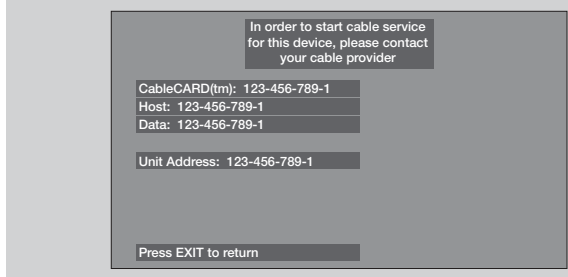 In order to start cable service
for this device, please contact
your cable provider
CableCARD(tm): 123-456-789-1
Host: 123-456-789-1
Data: 123-456-789-1
Unit Address: 123-456-789-1
Press EXIT to return